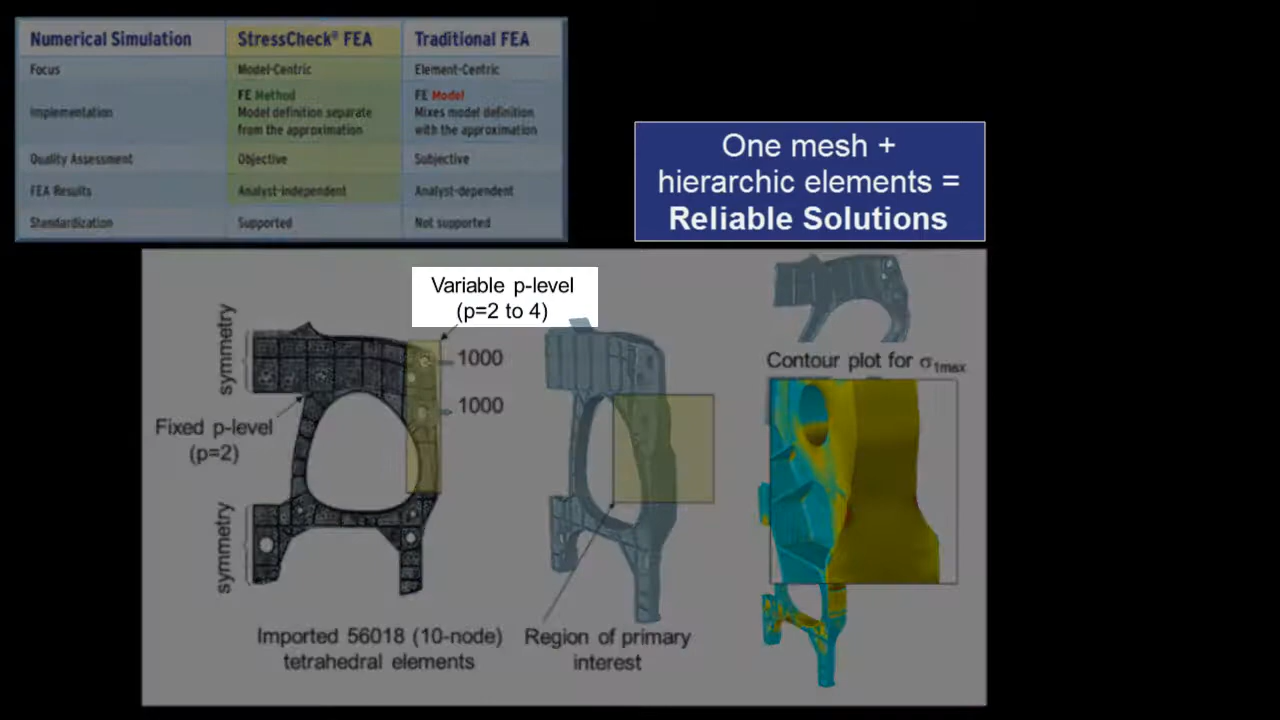 Numerical Simulation StressCheck® FEA Traditional FEA
Focus Model-Centric Element-Centric
FE Method FE Model
Implementation Model definition separate Mixes model definition
from the approximation with the approximation
Quality Assessment Objective Subjective
FEA Results Analyst-independent Analyst-dependent
Standardization Supported Not supported
One mesh +
hierarchic elements =
Reliable Solutions
Variable p-level
(p=2 to 4)
symmetry
1000
1000
Fixed p-level
(p=2)
symmetry
Imported 56018 (10-node)
tetrahedral elements
Region of primary
interest
Contour plot for σ1max